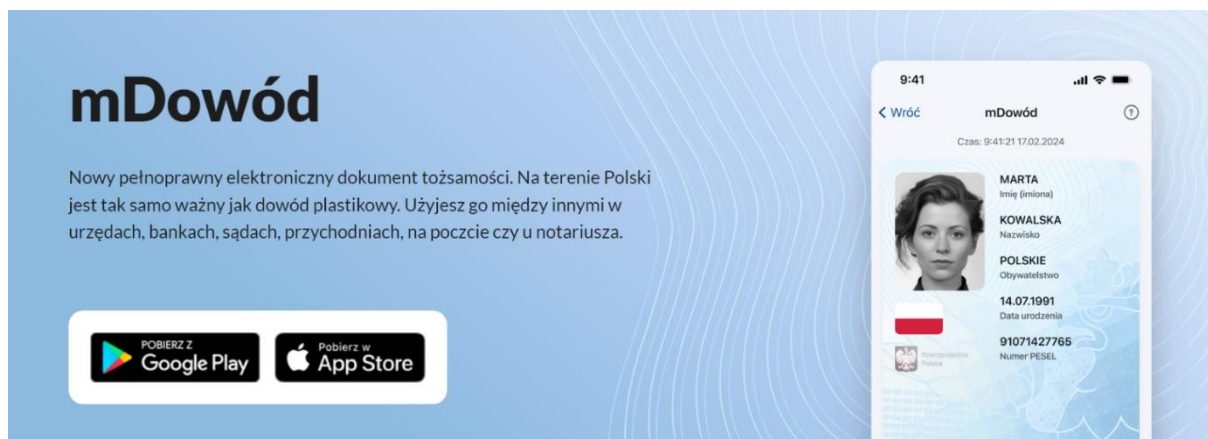 mDowód
Nowy pełnoprawny elektroniczny dokument tożsamości. Na terenie Polski
jest tak samo ważny jak dowód plastikowy. Użyjesz go między innymi w
urzędach, bankach, sądach, przychodniach, na poczcie czy u notariusza.
POBIERZ Z
Google Play
Pobierz w
App Store
9:41
Wróć
mDowód
?
Czas: 9:41:21 17.02.2024
MARTA
Imię (imiona)
KOWALSKA
Nazwisko
POLSKIE
Obywatelstwo
14.07.1991
Data urodzenia
91071427765
Numer PESEL
Rzeczpospolita
Polska